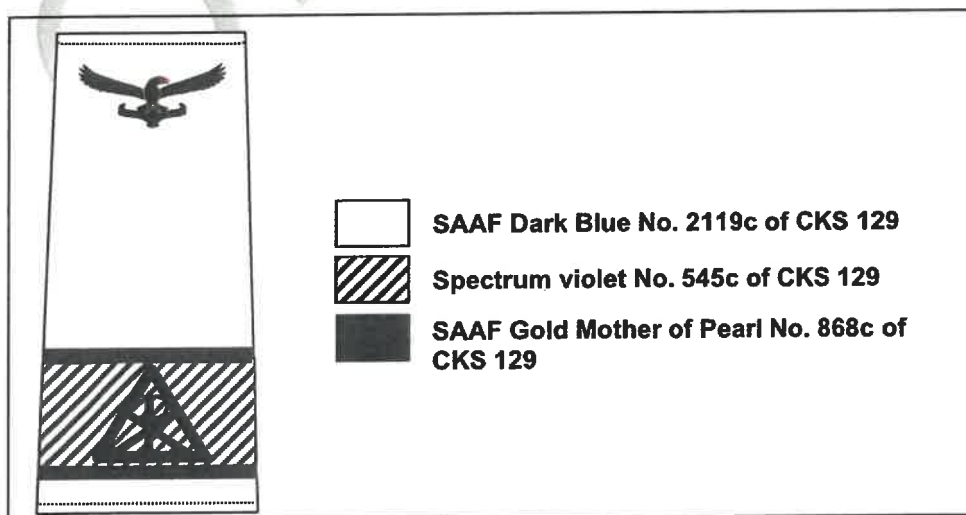 SAAF Dark Blue No. 2119c of CKS 129
Spectrum violet No. 545c of CKS 129
SAAF Gold Mother of Pearl No. 868c of
CKS 129